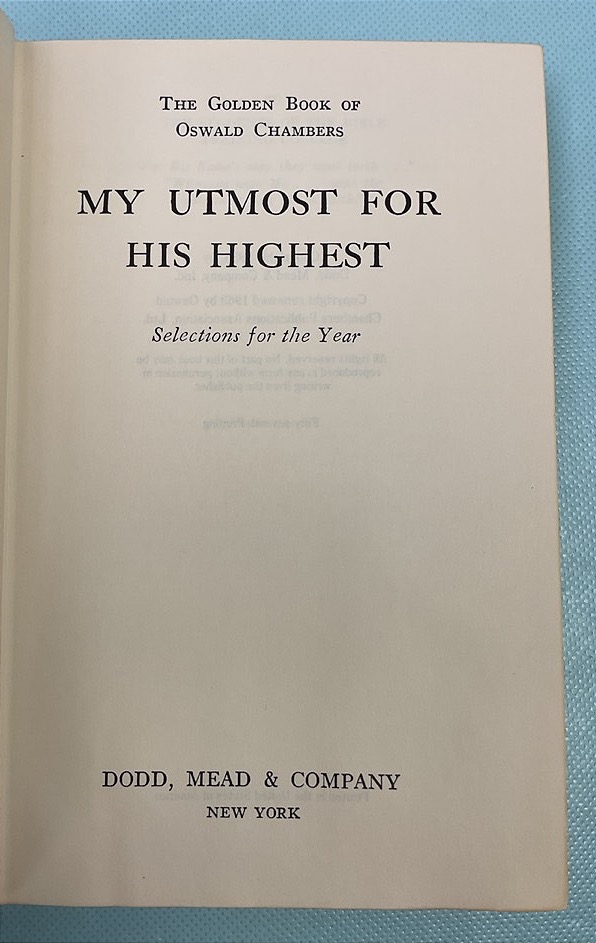 The Golden Book of
Oswald Chambers
MY UTMOST FOR
HIS HIGHEST
Selections for the Year
DODD, MEAD & COMPANY
NEW YORK